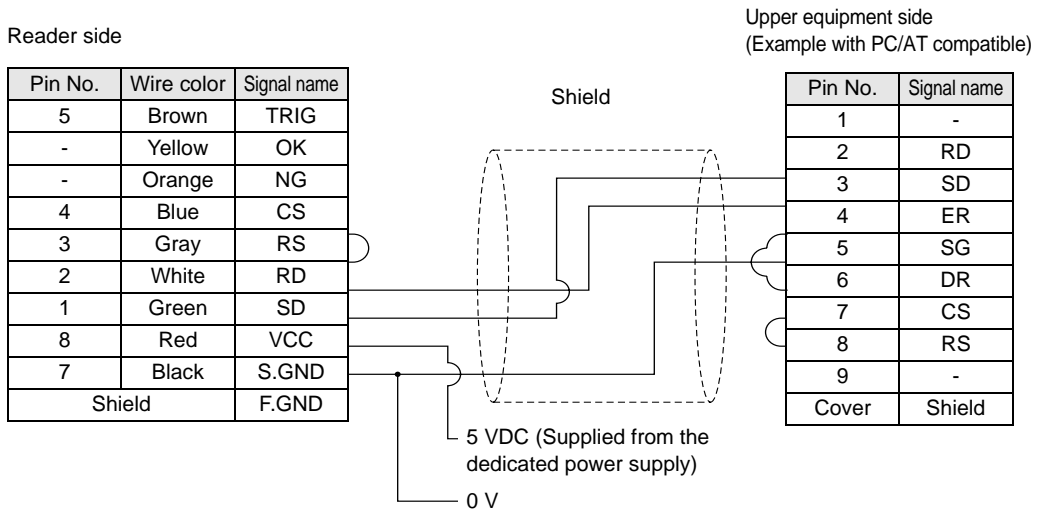 Upper equipment side
(Example with PC/AT compatible)
Reader side
Pin No. Wire color Signal name
5 Brown TRIG
- Yellow OK
- Orange NG
4 Blue CS
3 Gray RS
2 White RD
1 Green SD
8 Red VCC
7 Black S.GND
Shield F.GND
Shield
5 VDC (Supplied from the
dedicated power supply)
0 V
Pin No. Signal name
1 -
2 RD
3 SD
4 ER
5 SG
6 DR
7 CS
8 RS
9 -
Cover Shield